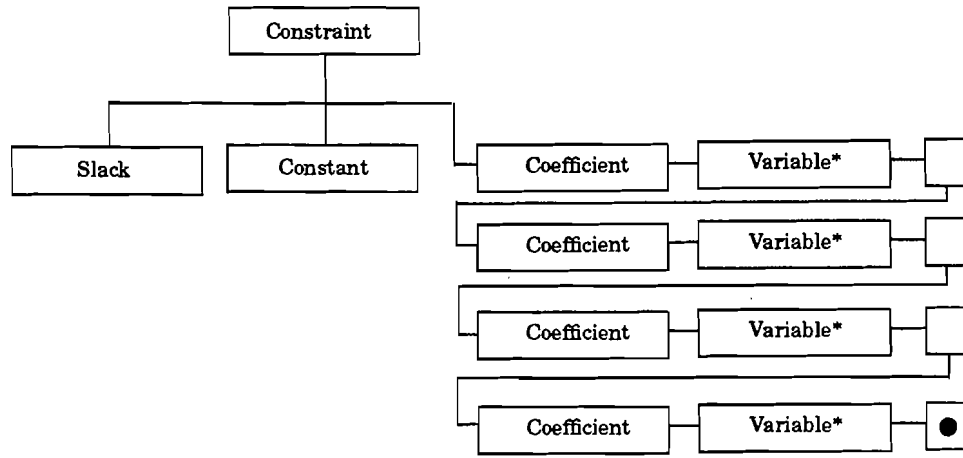 Constraint
Slack
Constant
Coefficient
Variable*
Coefficient
Variable*
Coefficient
Variable*
Coefficient
Variable*